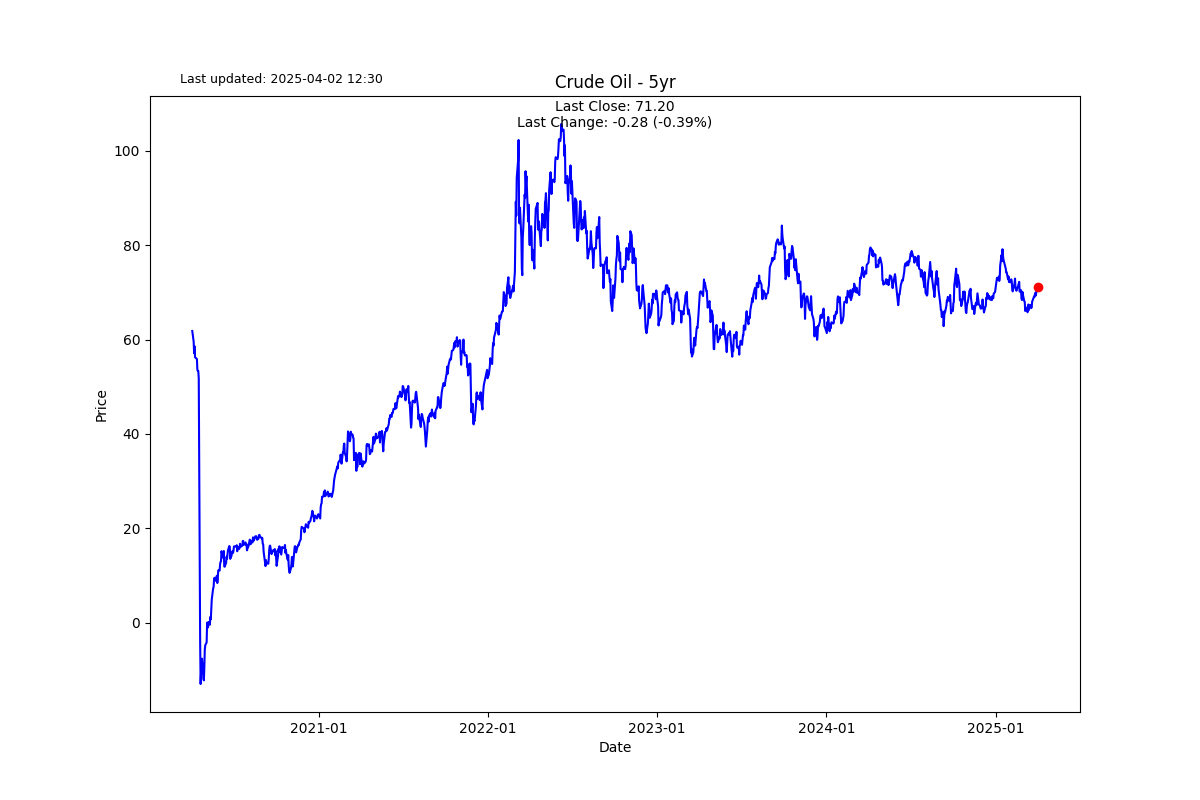 Last updated: 2025-04-02 12:30
Crude Oil - 5yr
Last Close: 71.20
Last Change: -0.28 (-0.39%)
100
80
60
40
20
0
Price
2021-01
2022-01
2023-01
2024-01
2025-01
Date